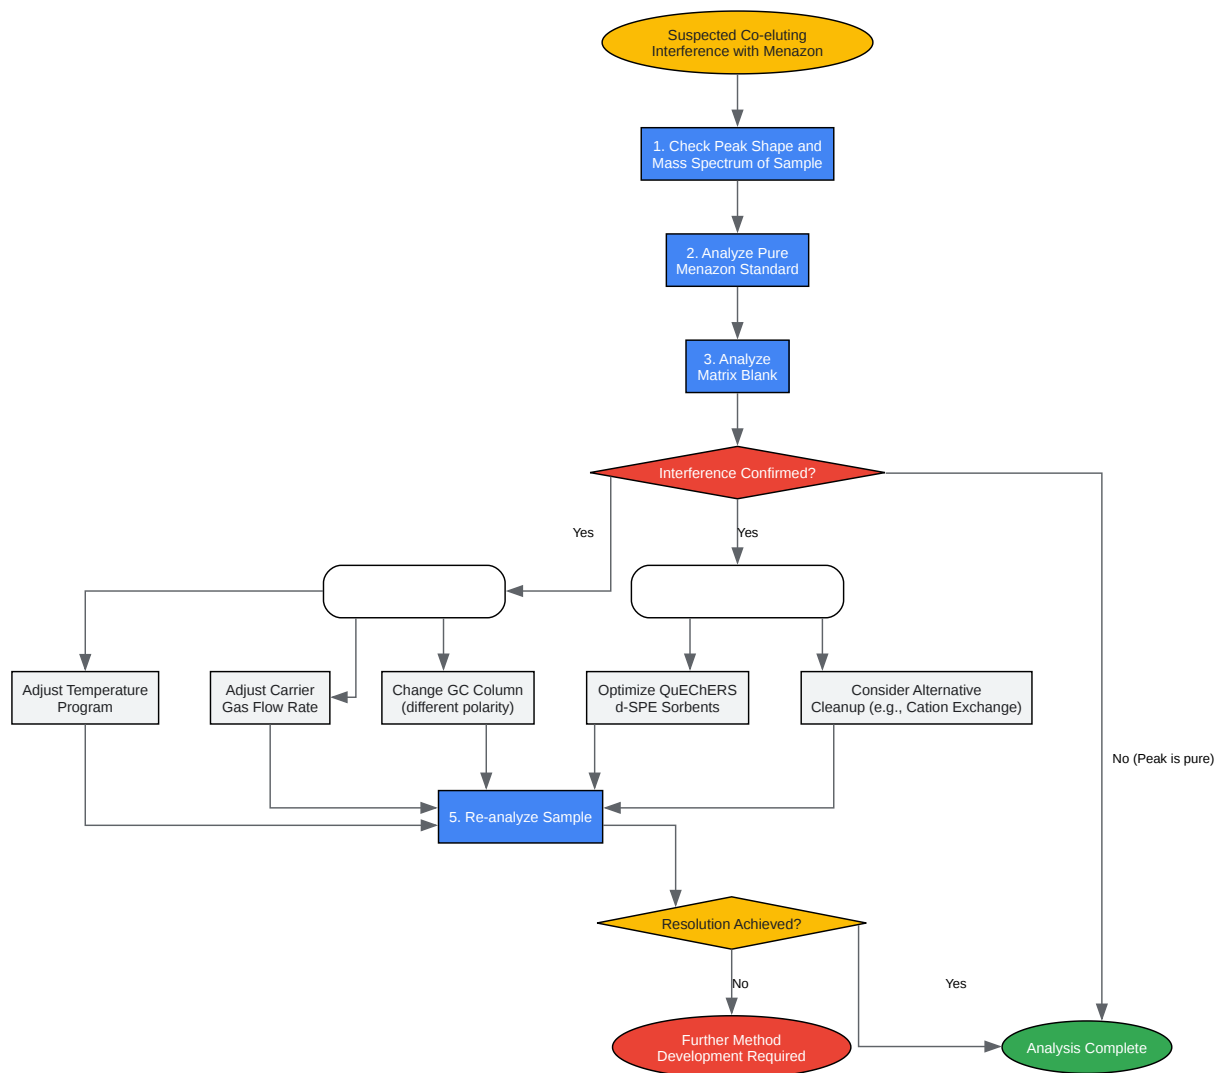 Suspected Co-eluting
Interference with Menazon
1. Check Peak Shape and
Mass Spectrum of Sample
2. Analyze Pure
Menazon Standard
3. Analyze
Matrix Blank
Interference Confirmed?
Yes
Yes
Adjust Temperature
Program
Adjust Carrier
Gas Flow Rate
Change GC Column
(different polarity)
Optimize QuEChERS
d-SPE Sorbents
Consider Alternative
Cleanup (e.g., Cation Exchange)
No (Peak is pure)
5. Re-analyze Sample
Resolution Achieved?
No
Yes
Further Method
Development Required
Analysis Complete